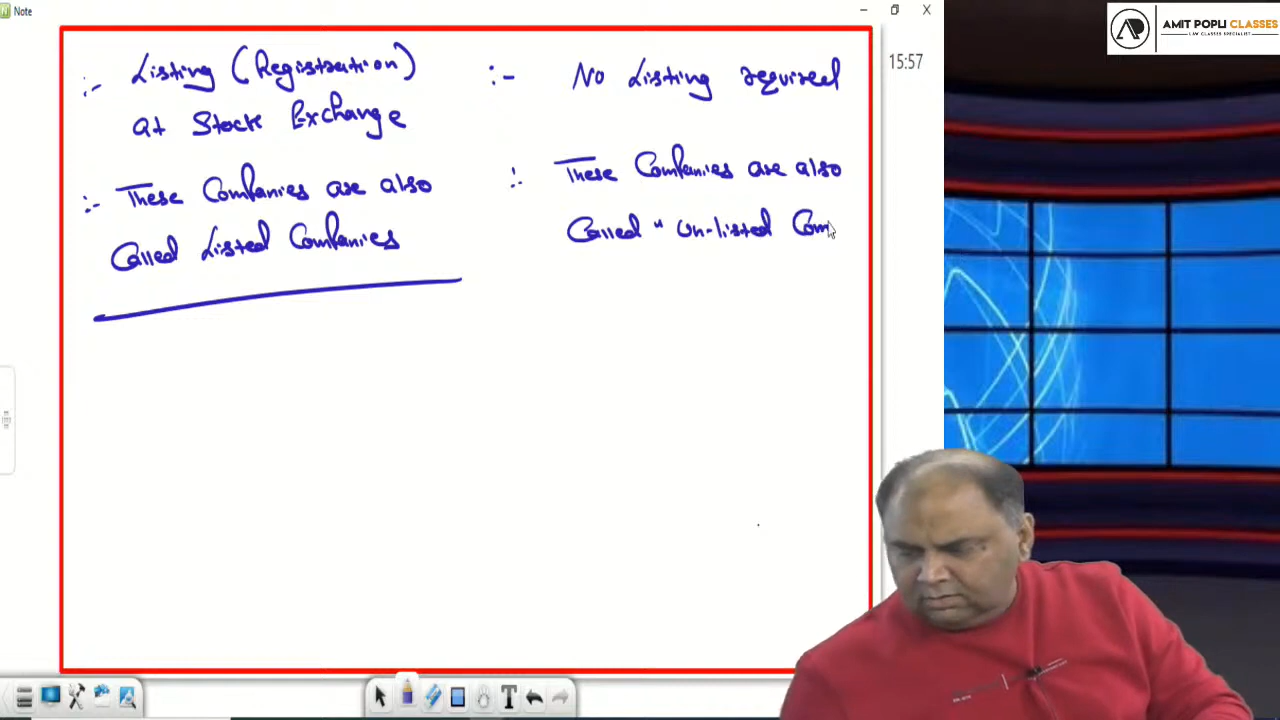 Note
AMIT POPLI CLASSES
LAW CLASSES SPECIALIST
AP
15:57
:- Listing (Registration)
at Stock Exchange
:- These Companies are also
Called Listed Companies
:- No Listing required
:- These Companies are also
Called " Un-listed Com
T